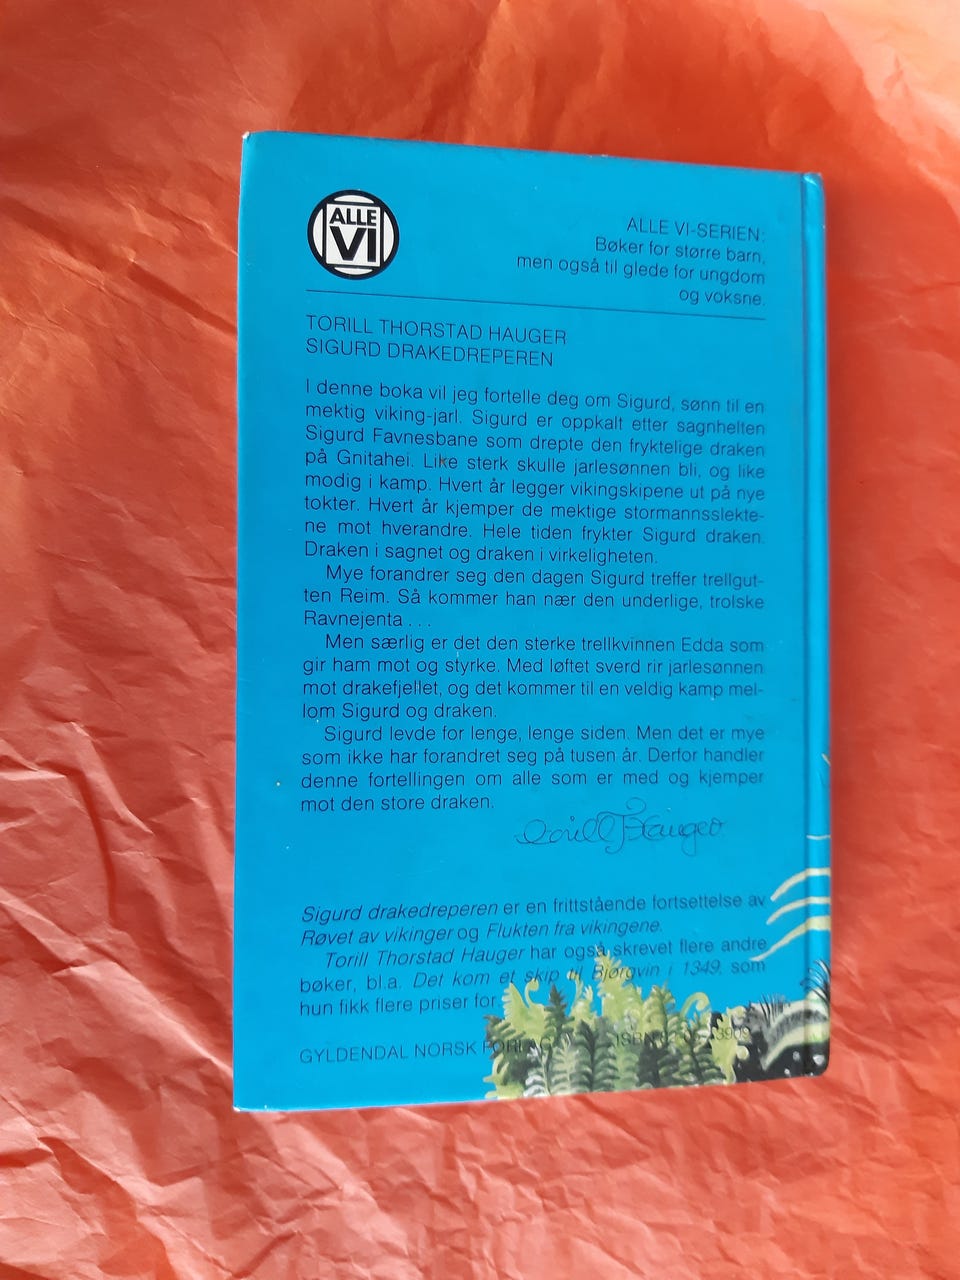 ALLE
VI
ALLE VI-SERIEN:
Bøker for større barn,
men også til glede for ungdom
og voksne.
TORILL THORSTAD HAUGER
SIGURD DRAKEDREPEREN
I denne boka vil jeg fortelle deg om Sigurd, sønn til en
mektig viking-jarl. Sigurd er oppkalt etter sagnhelten
Sigurd Favnesbane som drepte den fryktelige draken
på Gnitahei. Like sterk skulle jarlesønnen bli, og like
modig i kamp. Hvert år legger vikingskipene ut på nye
tokter. Hvert år kjemper de mektige stormannsslekte-
ne mot hverandre. Hele tiden frykter Sigurd draken.
Draken i sagnet og draken i virkeligheten.
Mye forandrer seg den dagen Sigurd treffer trellgut-
ten Reim. Så kommer han nær den underlige, trolske
Ravnejenta . . .
Men særlig er det den sterke trellkvinnen Edda som
gir ham mot og styrke. Med løftet sverd rir jarlesønnen
mot drakefjellet, og det kommer til en veldig kamp mel-
lom Sigurd og draken.
Sigurd levde for lenge, lenge siden. Men det er mye
som ikke har forandret seg på tusen år. Derfor handler
denne fortellingen om alle som er med og kjemper
mot den store draken.
Torill T Hauger
Sigurd drakedreperen er en frittstående fortsettelse av
Røvet av vikinger og Flukten fra vikingene.
Torill Thorstad Hauger har også skrevet flere andre
bøker, bl.a. Det kom et skip til Bjørgvin i 1349, som
hun fikk flere priser for
GYLDENDAL NORSK FORLAG
ISBN